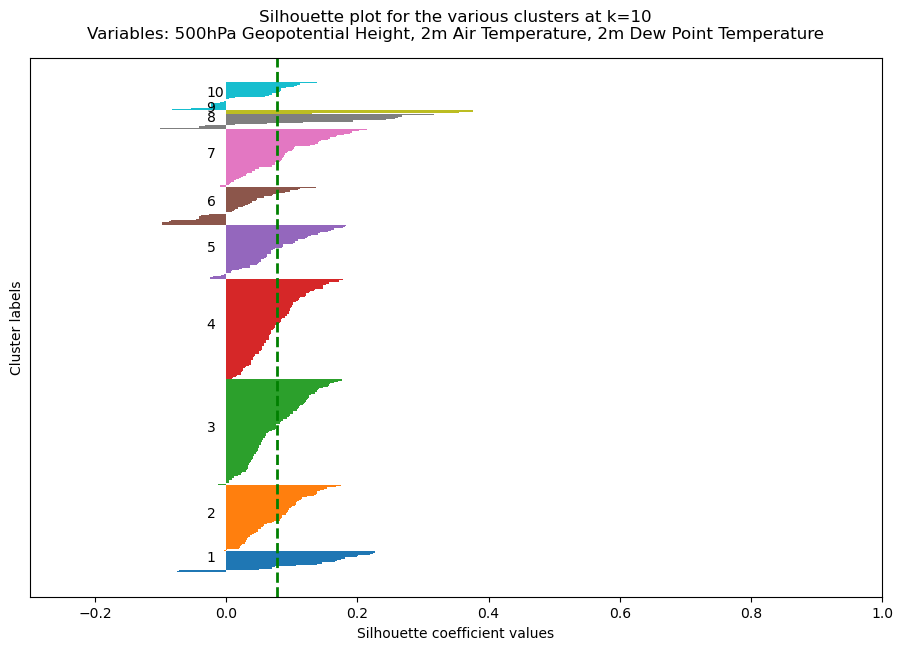 Silhouette plot for the various clusters at k=10
Variables: 500hPa Geopotential Height, 2m Air Temperature, 2m Dew Point Temperature
10
9
8
7
6
5
4
3
2
1
Cluster labels
−0.2 0.0 0.2 0.4 0.6 0.8 1.0
Silhouette coefficient values